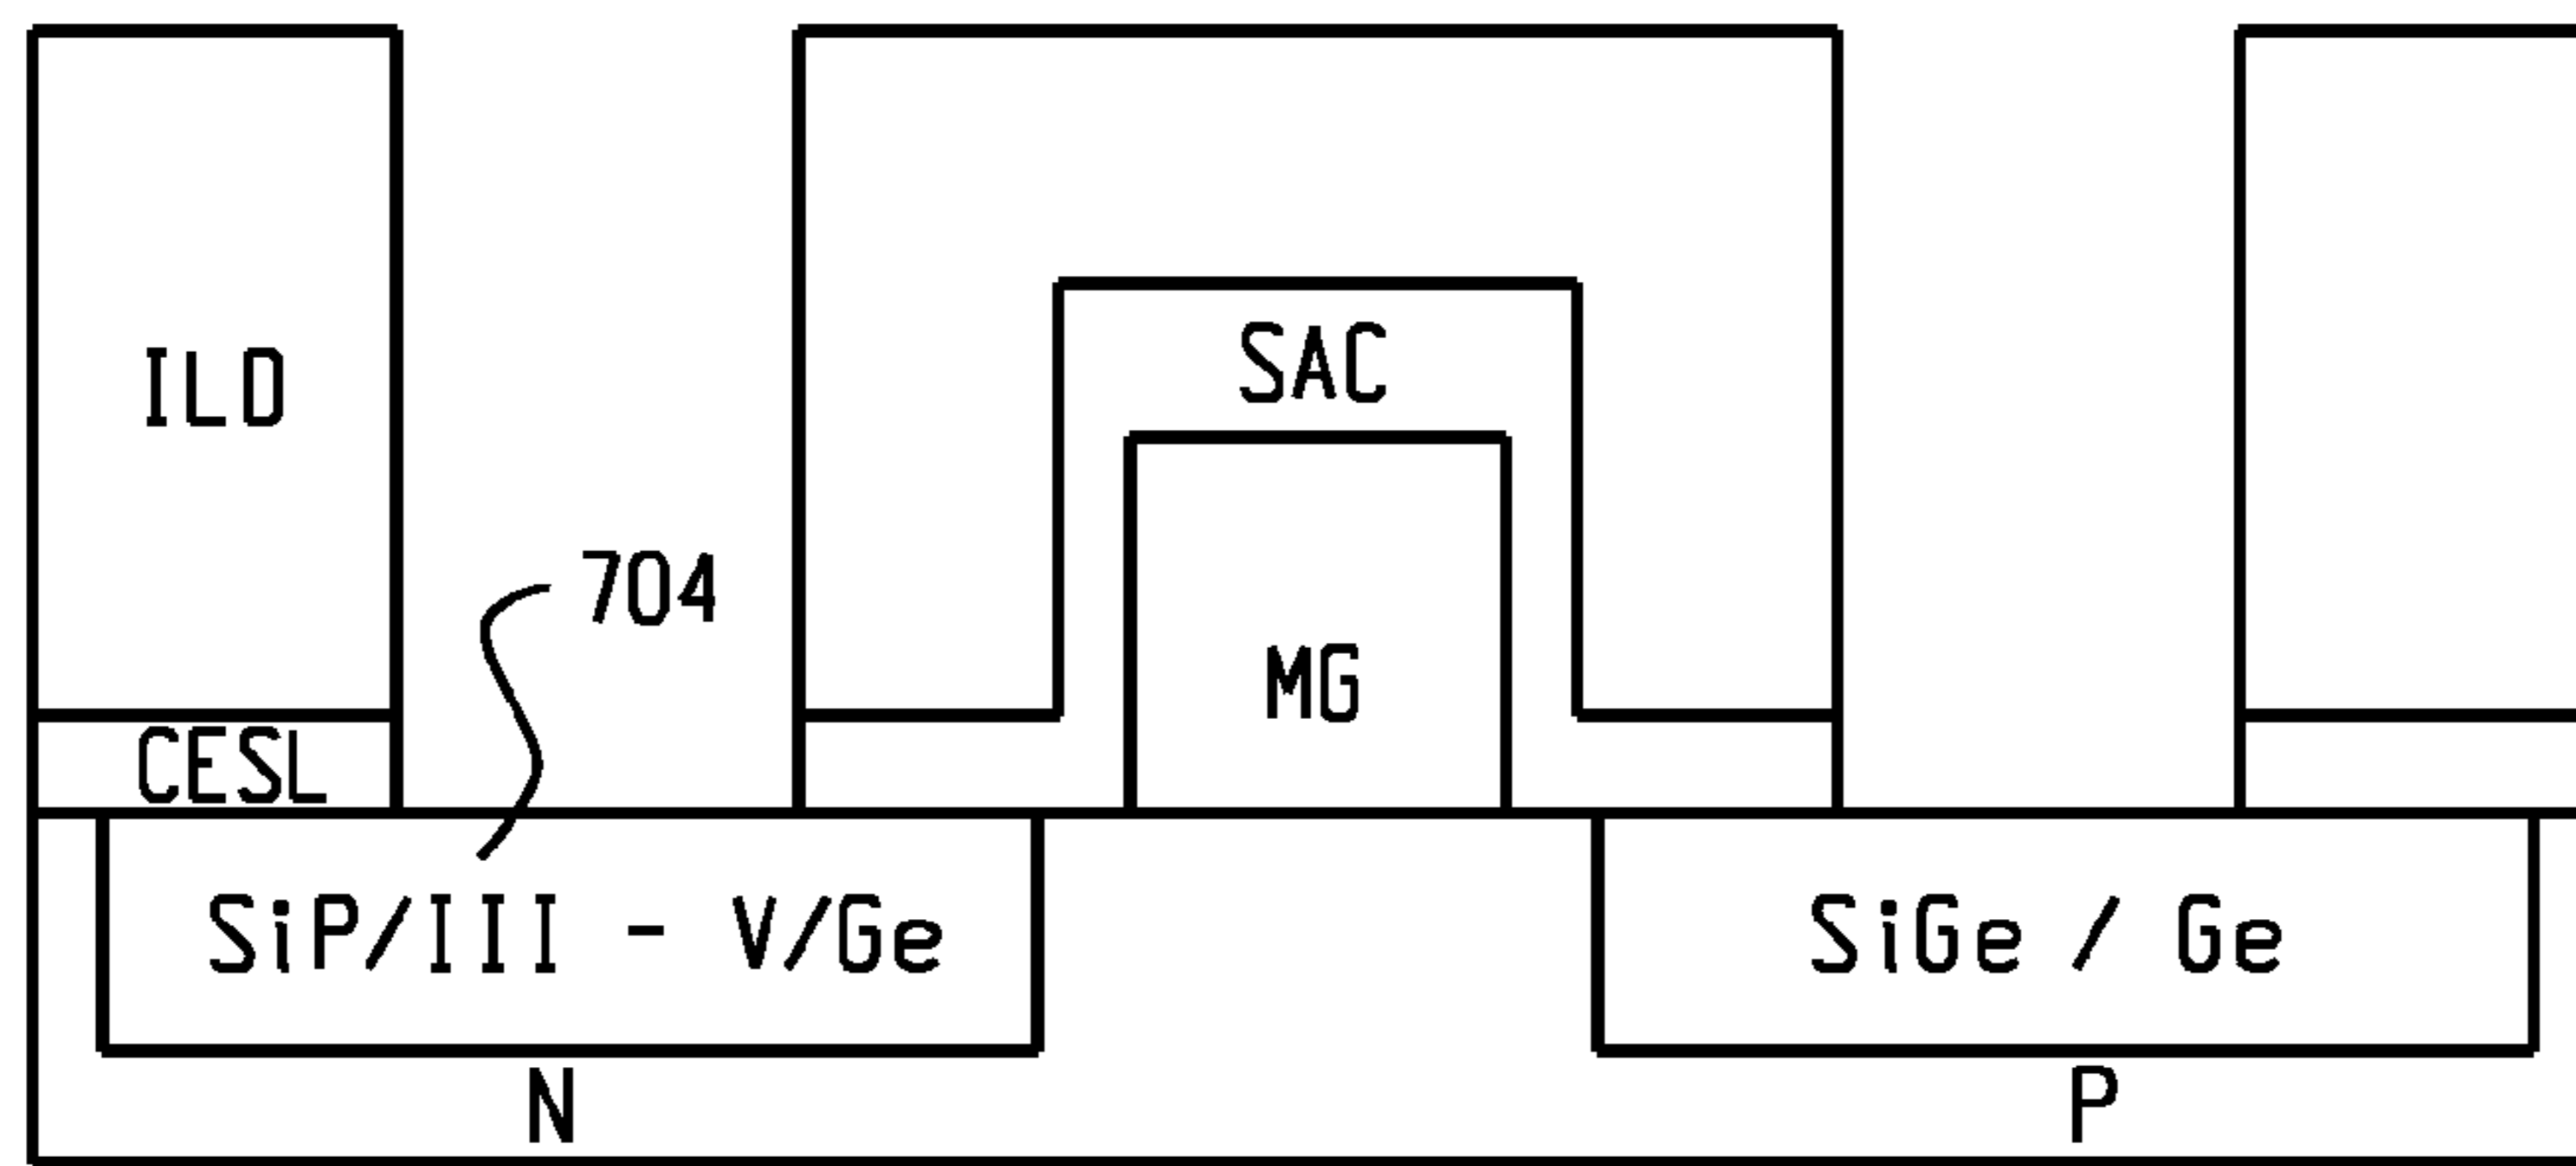 SAC
ILD
704
MG
CESL
SiP/III - V/Ge
SiGe / Ge
N
P